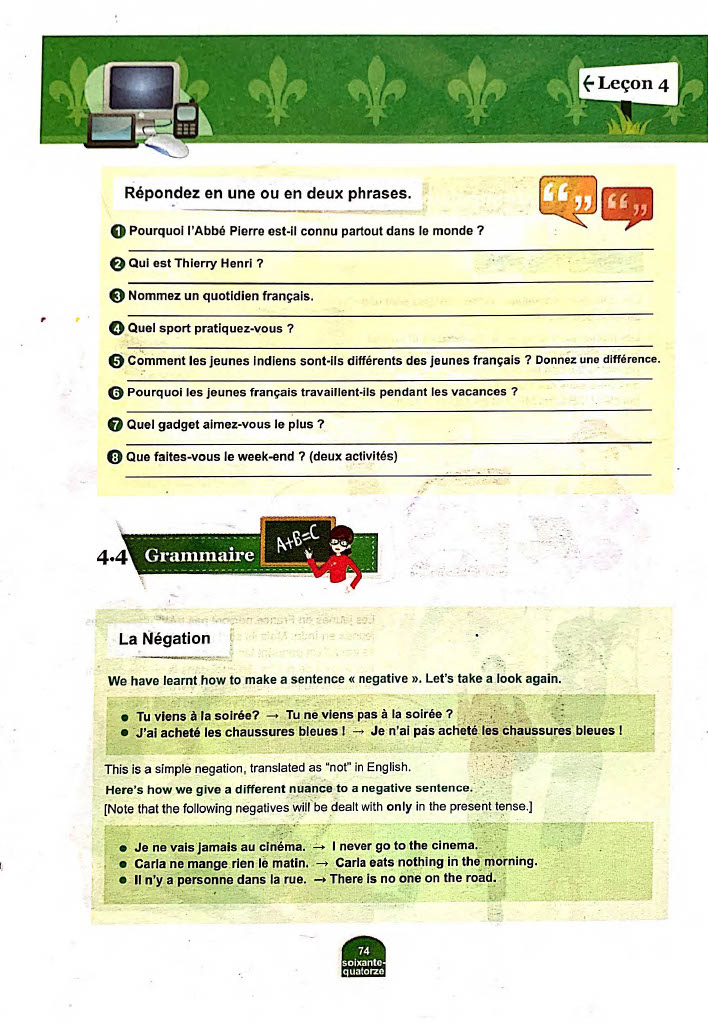 ← Leçon 4
Répondez en une ou en deux phrases.
1 Pourquoi l'Abbé Pierre est-il connu partout dans le monde ?
2 Qui est Thierry Henri ?
3 Nommez un quotidien français.
4 Quel sport pratiquez-vous ?
5 Comment les jeunes indiens sont-ils différents des jeunes français ? Donnez une différence.
6 Pourquoi les jeunes français travaillent-ils pendant les vacances ?
7 Quel gadget aimez-vous le plus ?
8 Que faites-vous le week-end ? (deux activités)
4.4 Grammaire
A+B=C
La Négation
We have learnt how to make a sentence « negative ». Let's take a look again.
● Tu viens à la soirée? → Tu ne viens pas à la soirée ?
● J'ai acheté les chaussures bleues ! → Je n'ai pas acheté les chaussures bleues !
This is a simple negation, translated as "not" in English.
Here's how we give a different nuance to a negative sentence.
[Note that the following negatives will be dealt with only in the present tense.]
● Je ne vais jamais au cinéma. → I never go to the cinema.
● Carla ne mange rien le matin. → Carla eats nothing in the morning.
● Il n'y a personne dans la rue. → There is no one on the road.
74
soixante-
quatorze